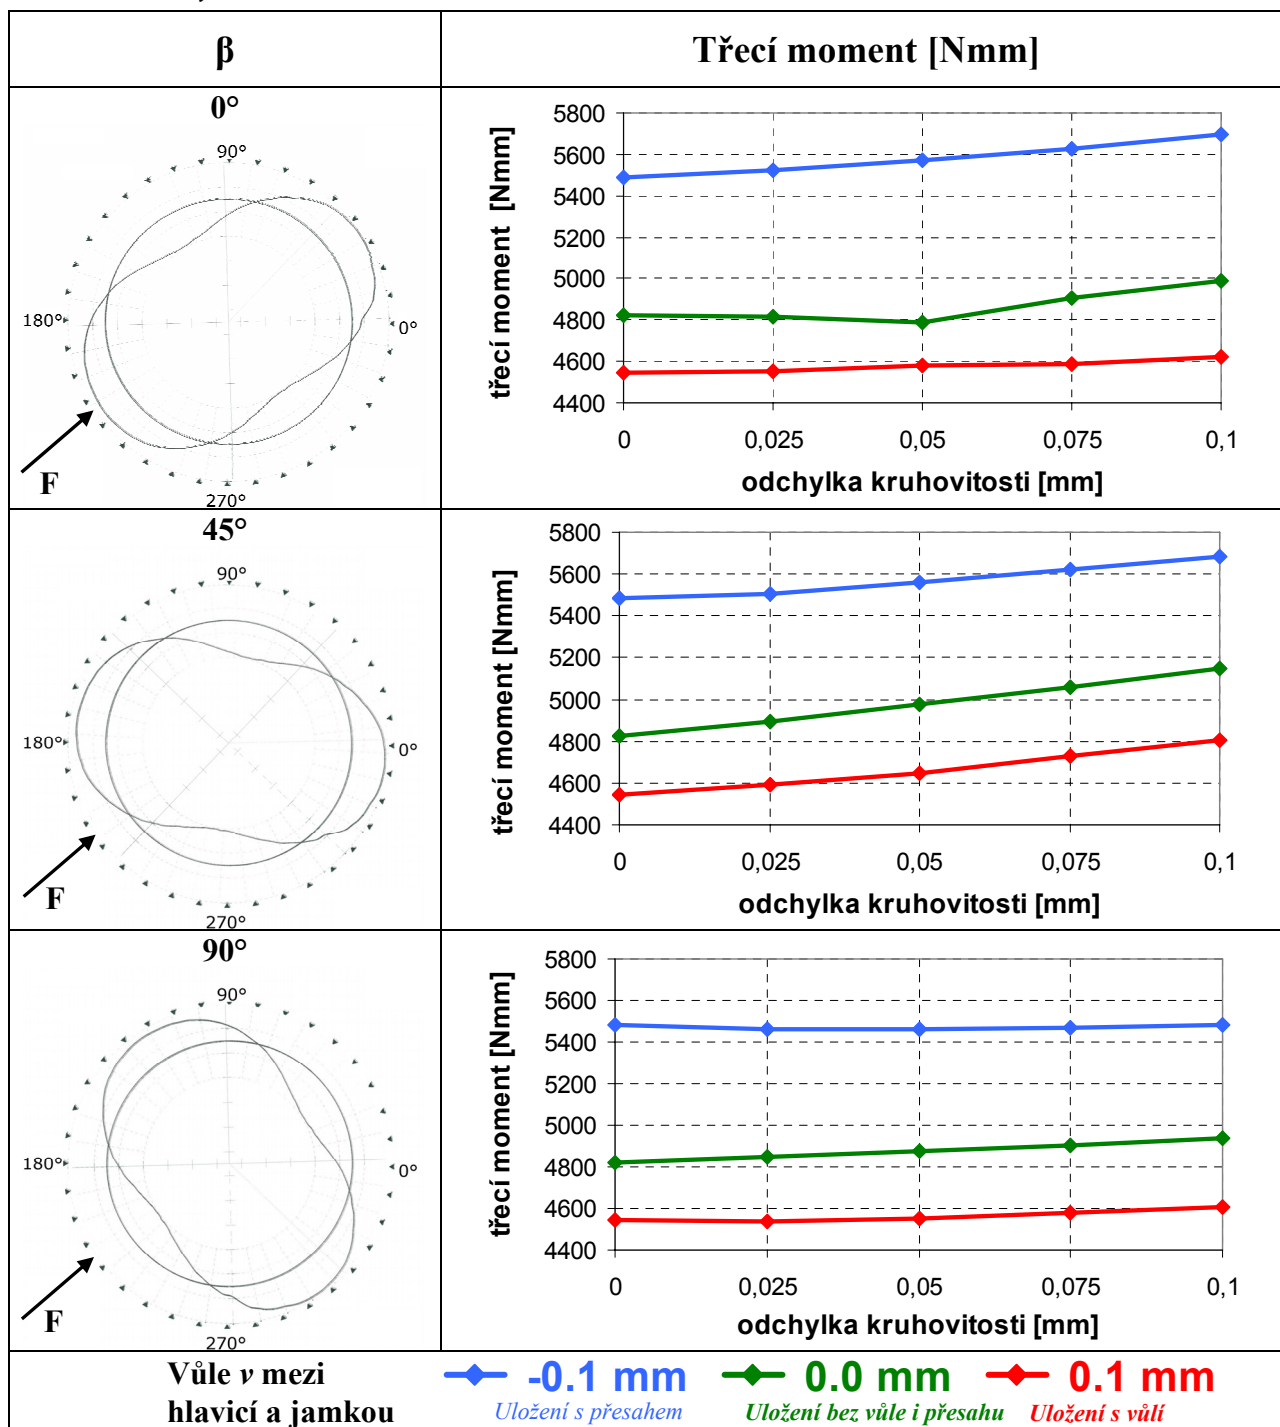 β
Třecí moment [Nmm]
0°
90°
180°
0°
270°
F
třecí moment [Nmm]
5800
5600
5400
5200
5000
4800
4600
4400
0 0,025 0,05 0,075 0,1
odchylka kruhovitosti [mm]
45°
90°
180°
0°
270°
F
třecí moment [Nmm]
5800
5600
5400
5200
5000
4800
4600
4400
0 0,025 0,05 0,075 0,1
odchylka kruhovitosti [mm]
90°
90°
180°
0°
270°
F
třecí moment [Nmm]
5800
5600
5400
5200
5000
4800
4600
4400
0 0,025 0,05 0,075 0,1
odchylka kruhovitosti [mm]
Vůle v mezi
hlavicí a jamkou
-0.1 mm 0.0 mm 0.1 mm
Uložení s přesahem Uložení bez vůle i přesahu Uložení s vůlí